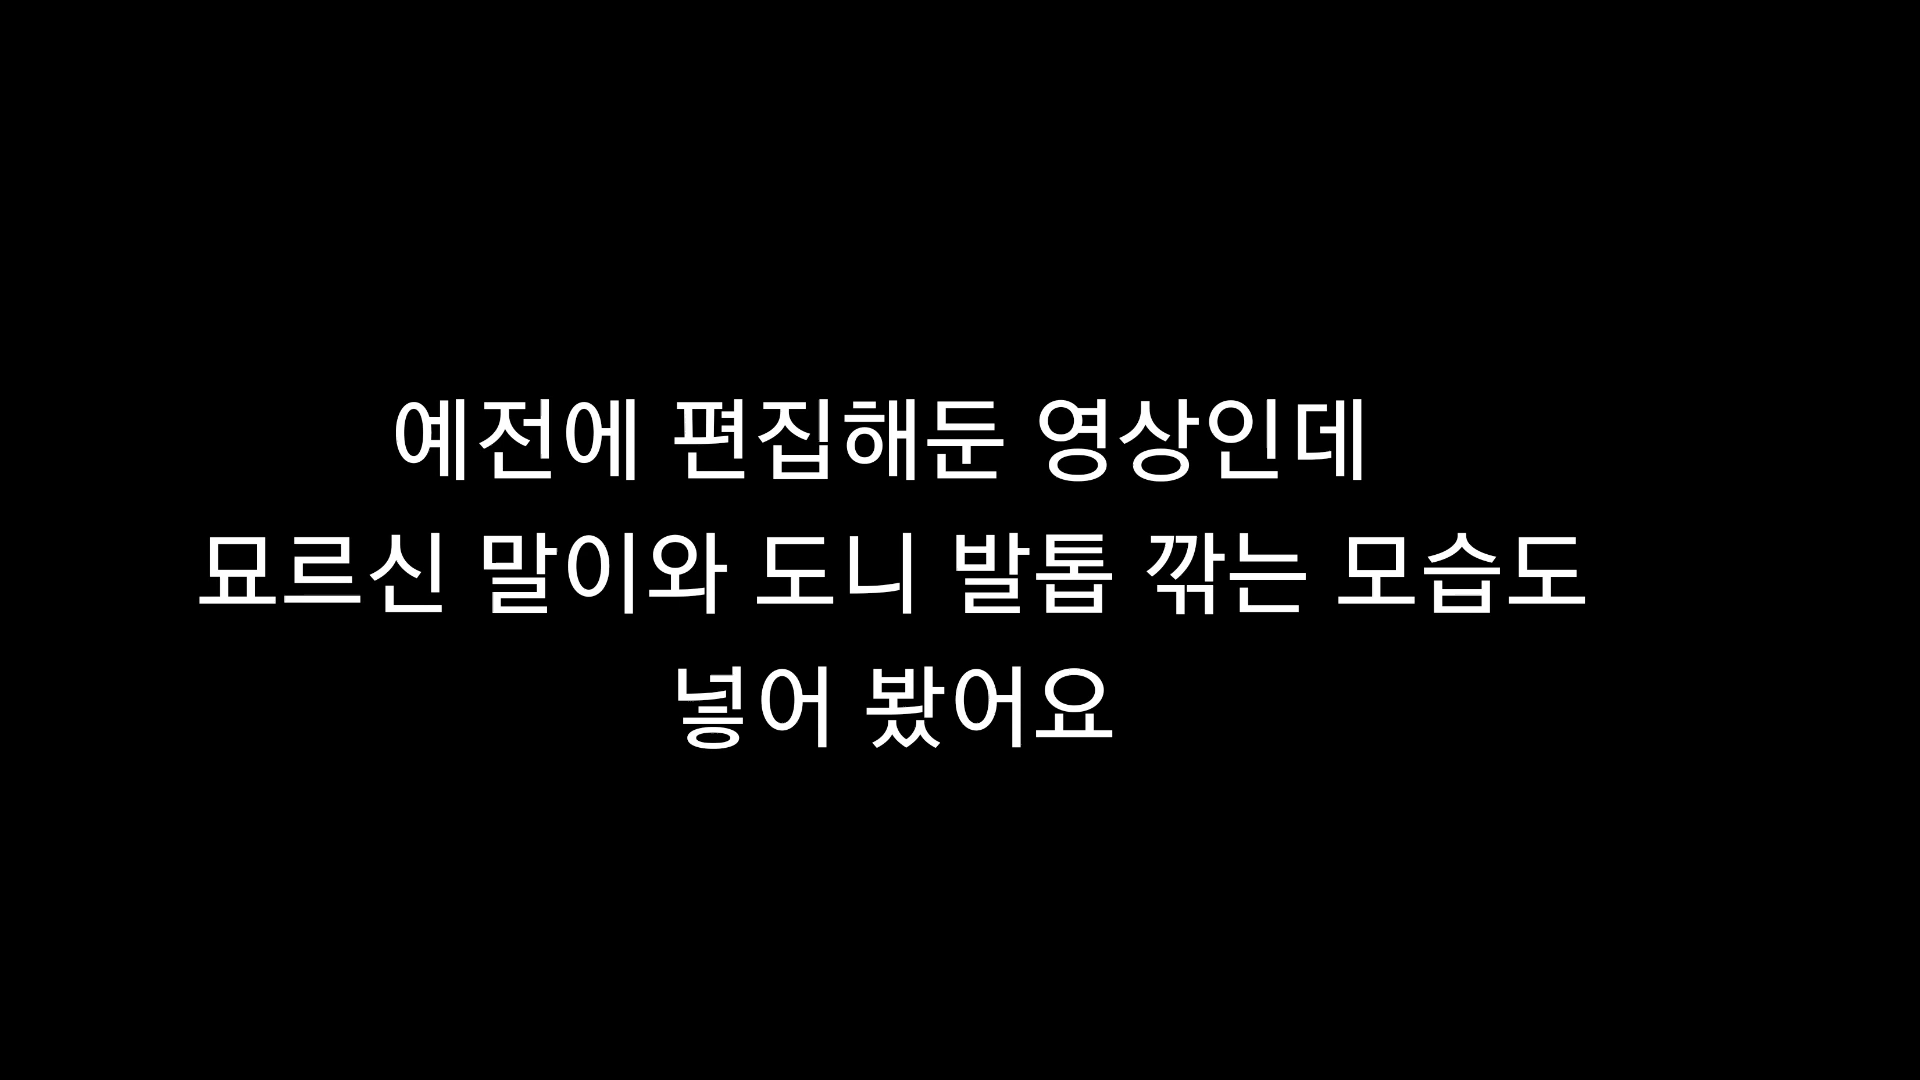 예전에 편집해둔 영상인데
묘르신 말이와 도니 발톱 깎는 모습도
넣어 봤어요